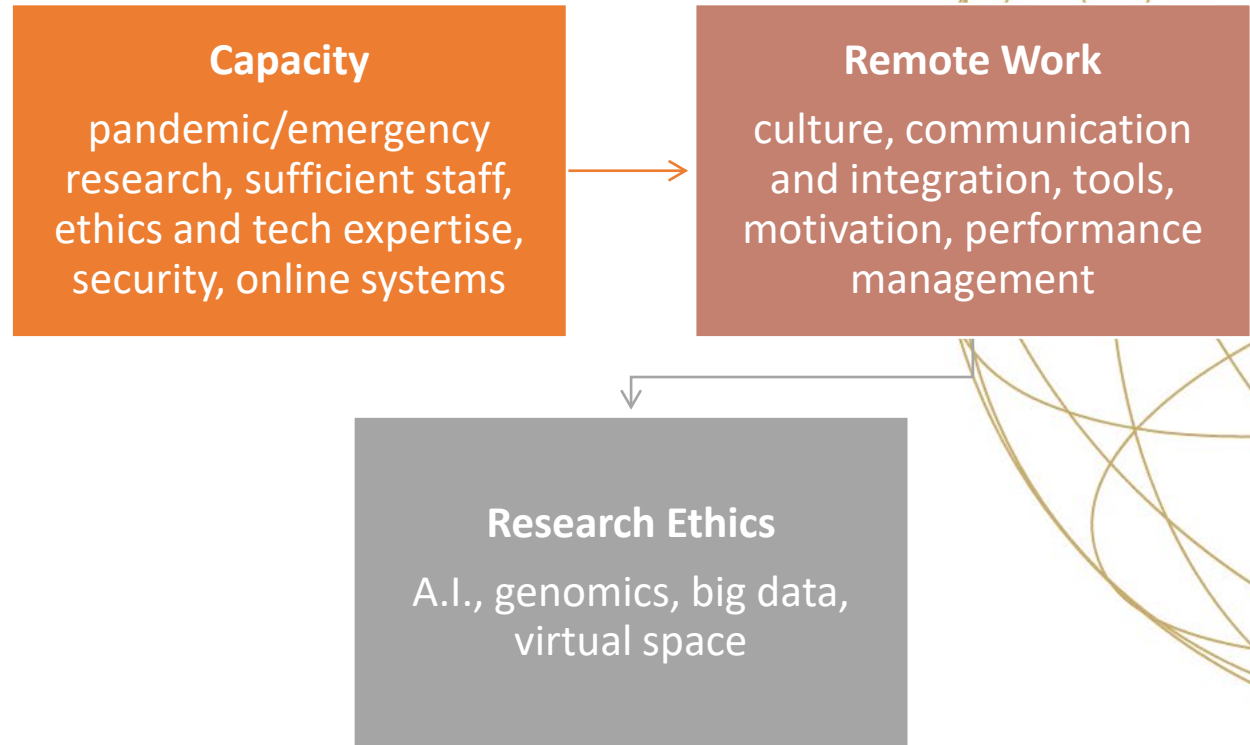 Capacity
pandemic/emergency
research, sufficient staff,
ethics and tech expertise,
security, online systems
Remote Work
culture, communication
and integration, tools,
motivation, performance
management
Research Ethics
A.I., genomics, big data,
virtual space